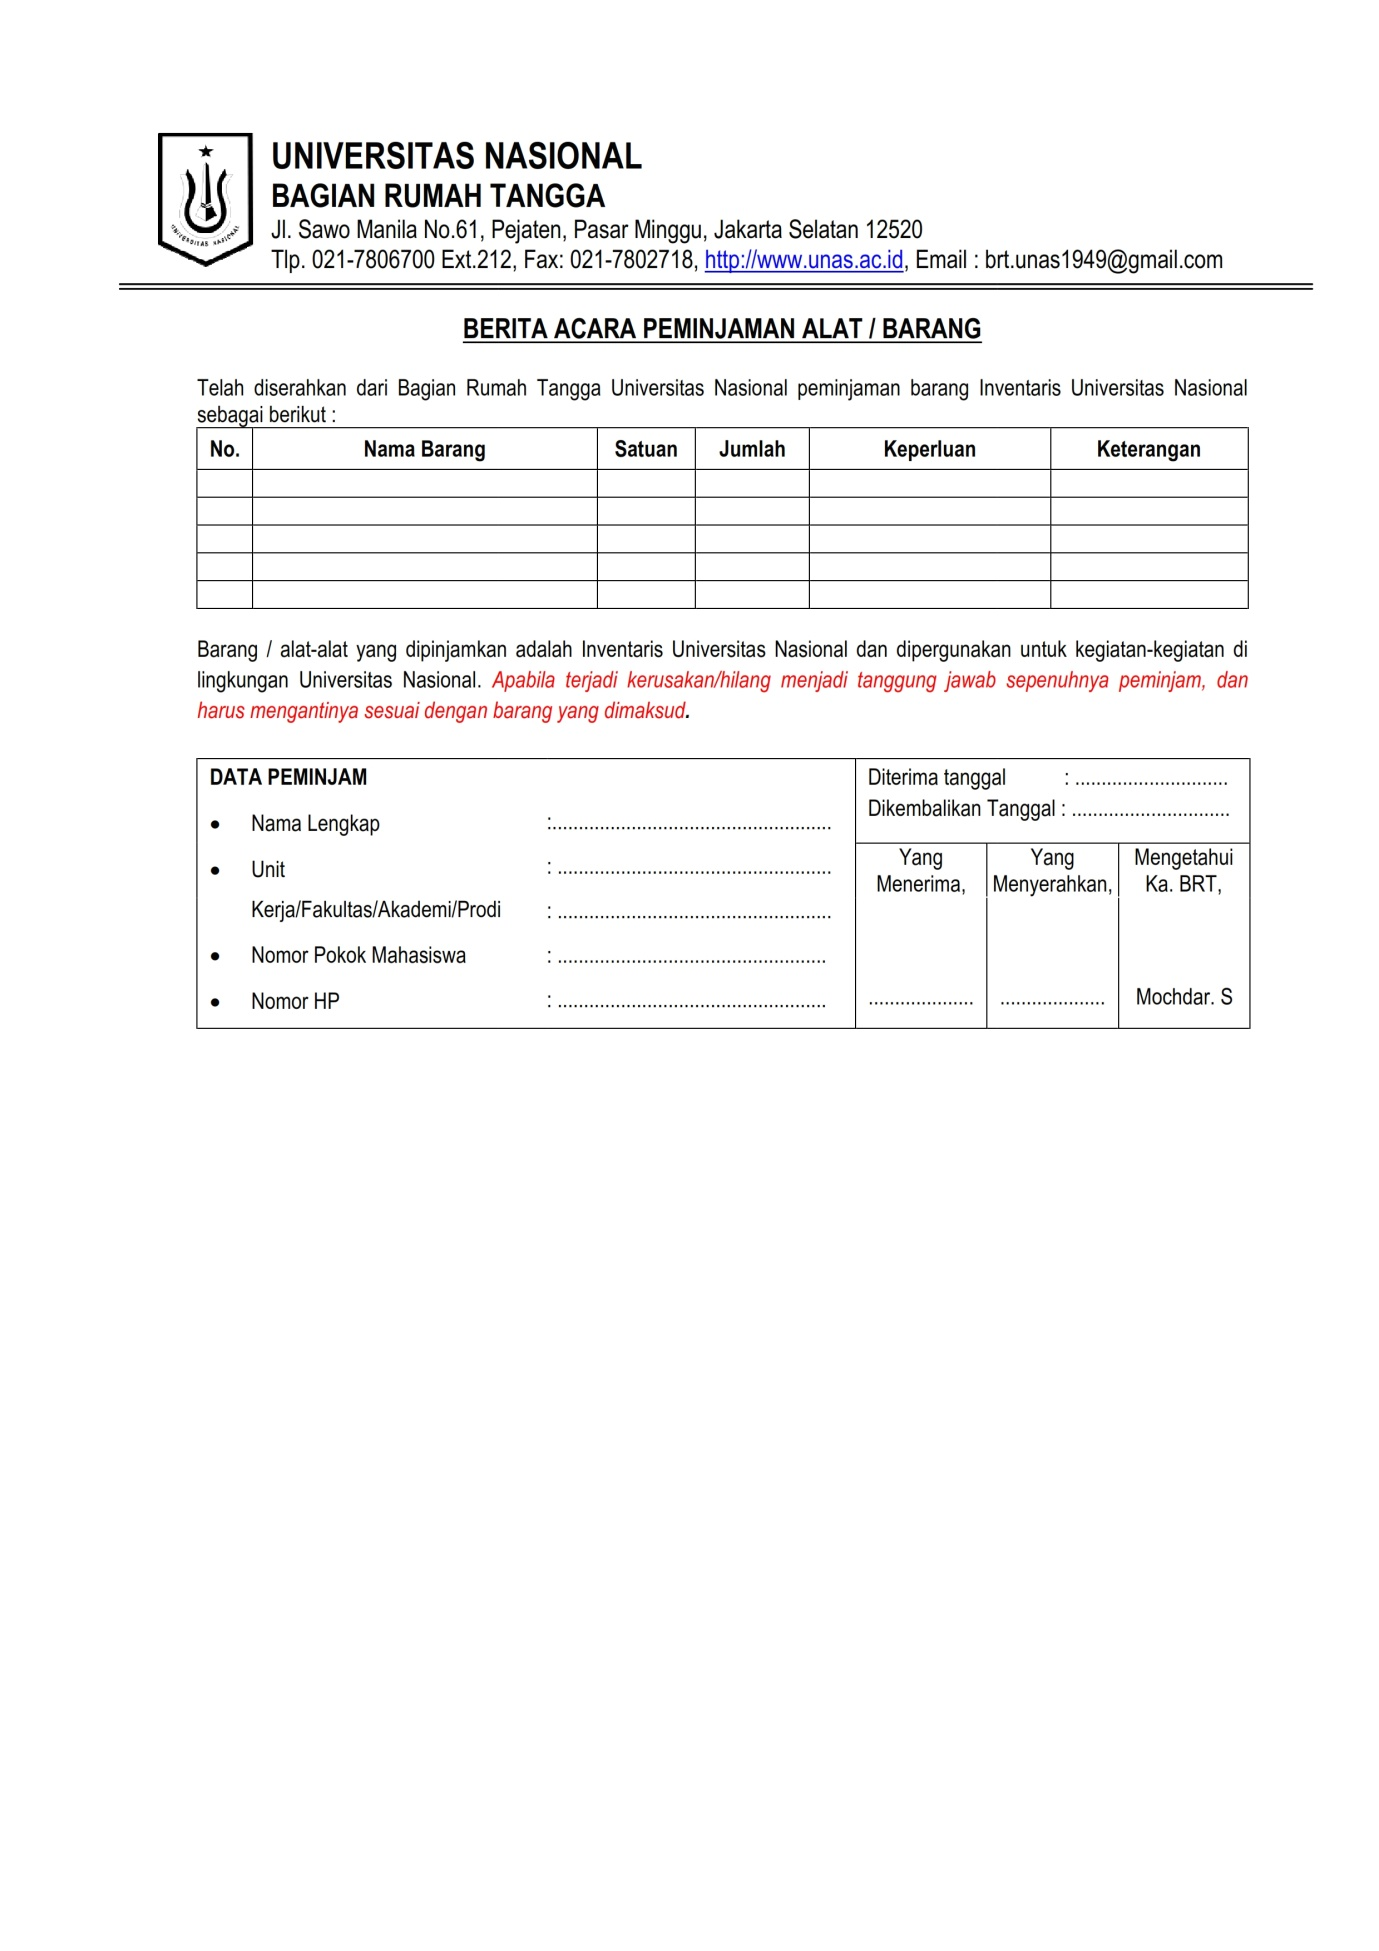 UNIVERSITAS NASIONAL
UNIVERSITAS NASIONAL
BAGIAN RUMAH TANGGA
Jl. Sawo Manila No.61, Pejaten, Pasar Minggu, Jakarta Selatan 12520
Tlp. 021-7806700 Ext.212, Fax: 021-7802718, http://www.unas.ac.id, Email : brt.unas1949@gmail.com
BERITA ACARA PEMINJAMAN ALAT / BARANG
Telah diserahkan dari Bagian Rumah Tangga Universitas Nasional peminjaman barang Inventaris Universitas Nasional
sebagai berikut :
No. Nama Barang Satuan Jumlah Keperluan Keterangan
Barang / alat-alat yang dipinjamkan adalah Inventaris Universitas Nasional dan dipergunakan untuk kegiatan-kegiatan di
lingkungan Universitas Nasional. Apabila terjadi kerusakan/hilang menjadi tanggung jawab sepenuhnya peminjam, dan
harus mengantinya sesuai dengan barang yang dimaksud.
DATA PEMINJAM
• Nama Lengkap :.....................................................
• Unit : ....................................................
Kerja/Fakultas/Akademi/Prodi : ....................................................
• Nomor Pokok Mahasiswa : ...................................................
• Nomor HP : ...................................................
Diterima tanggal : .............................
Dikembalikan Tanggal : ..............................
Yang
Menerima,
....................
Yang
Menyerahkan,
....................
Mengetahui
Ka. BRT,
Mochdar. S